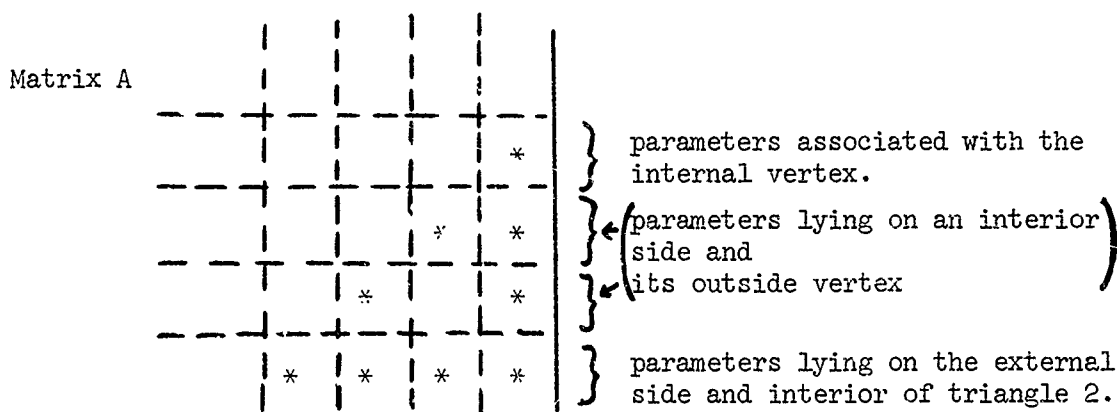 Matrix A
* parameters associated with the
internal vertex.
* * parameters lying on an interior
side and
* * its outside vertex
* * * * parameters lying on the external
side and interior of triangle 2.